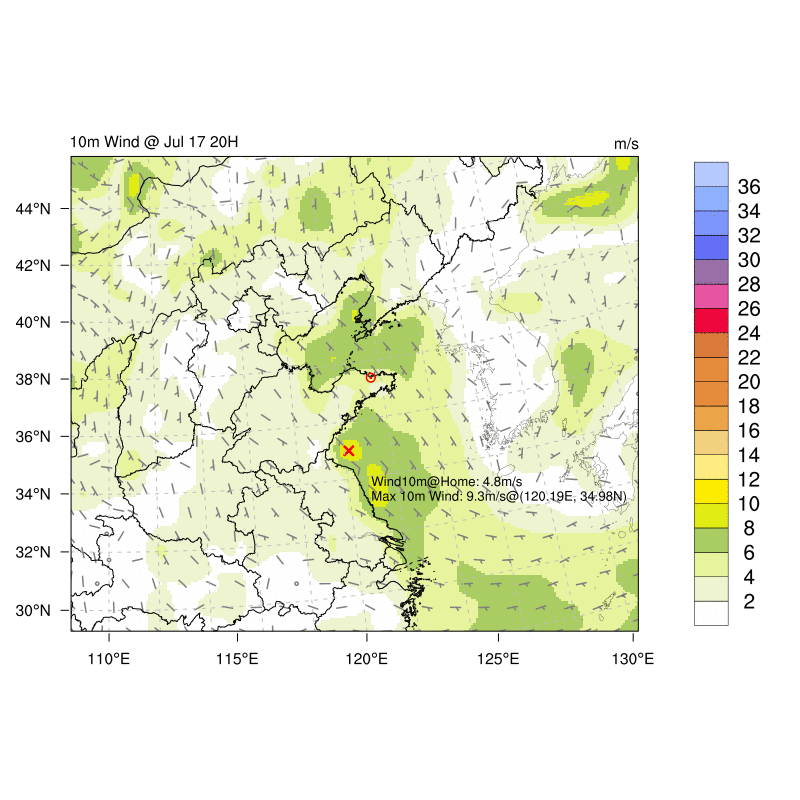 10m Wind @ Jul 17 20H
m/s
44°N
42°N
40°N
38°N
36°N
34°N
32°N
30°N
110°E
115°E
120°E
125°E
130°E
Wind10m@Home: 4.8m/s
Max 10m Wind: 9.3m/s@(120.19E, 34.98N)
36
34
32
30
28
26
24
22
20
18
16
14
12
10
8
6
4
2